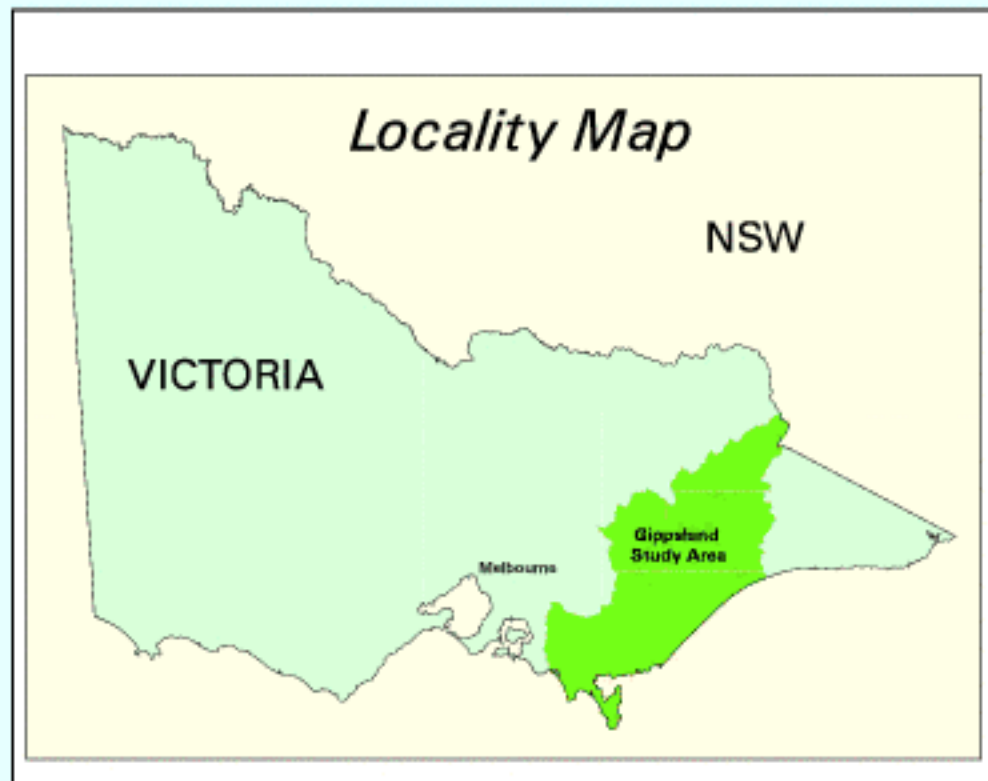 Locality Map
NSW
VICTORIA
Gippsland
Study Area
Melbourne